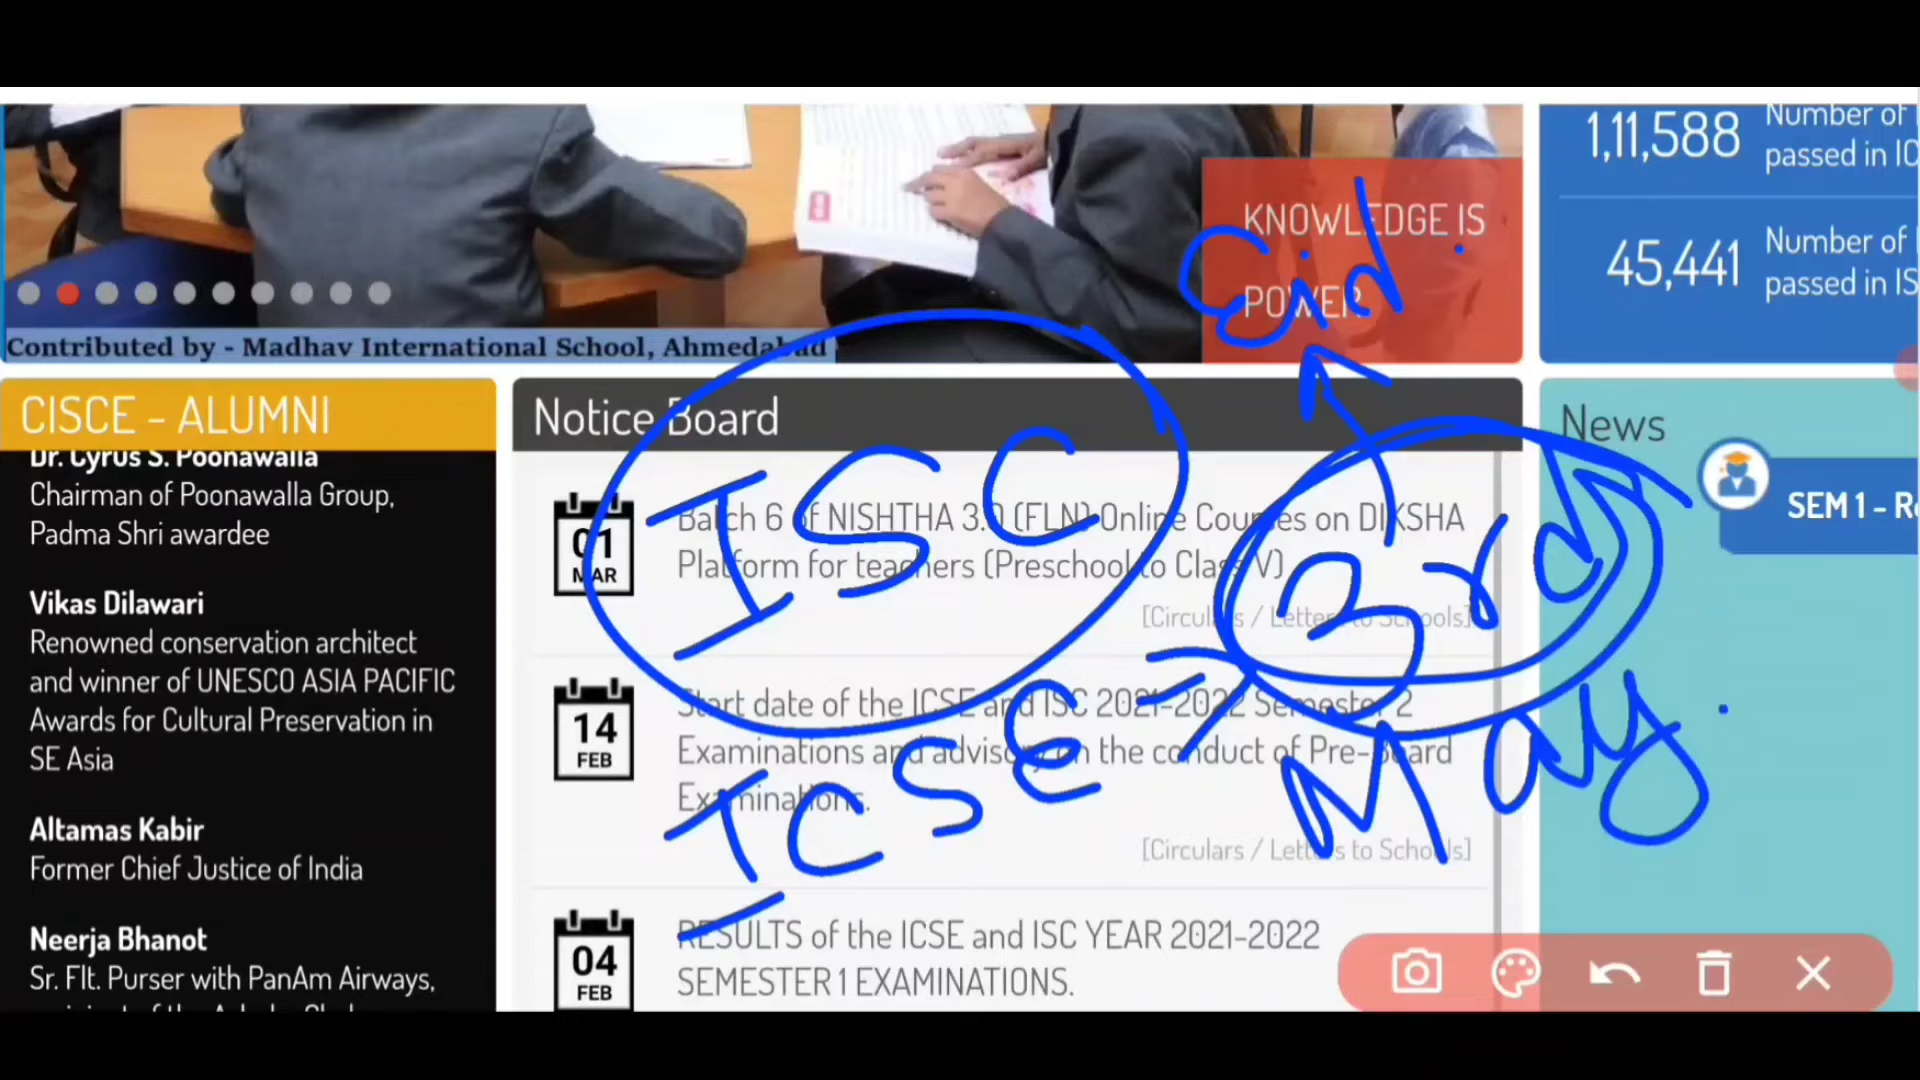 1,11,588
Number of
passed in IC
KNOWLEDGE IS
POWER
Eid
45,441
Number of
passed in IS
Contributed by - Madhav International School, Ahmedabad
CISCE - ALUMNI
Dr. Cyrus S. Poonawalla
Chairman of Poonawalla Group,
Padma Shri awardee
Vikas Dilawari
Renowned conservation architect
and winner of UNESCO ASIA PACIFIC
Awards for Cultural Preservation in
SE Asia
Altamas Kabir
Former Chief Justice of India
Neerja Bhanot
Sr. Flt. Purser with PanAm Airways,
Notice Board
01
MAR
Batch 6 of NISHTHA 3.0 (FLN) Online Courses on DIKSHA
Platform for teachers (Preschool to Class V)
[Circulars / Letters to Schools]
14
FEB
Start date of the ICSE and ISC 2021-2022 Semester 2
Examinations and advisory on the conduct of Pre-Board
Examinations.
[Circulars / Letters to Schools]
04
FEB
RESULTS of the ICSE and ISC YEAR 2021-2022
SEMESTER 1 EXAMINATIONS.
ISC
ICSE
3rd
May.
News
SEM 1 - Re